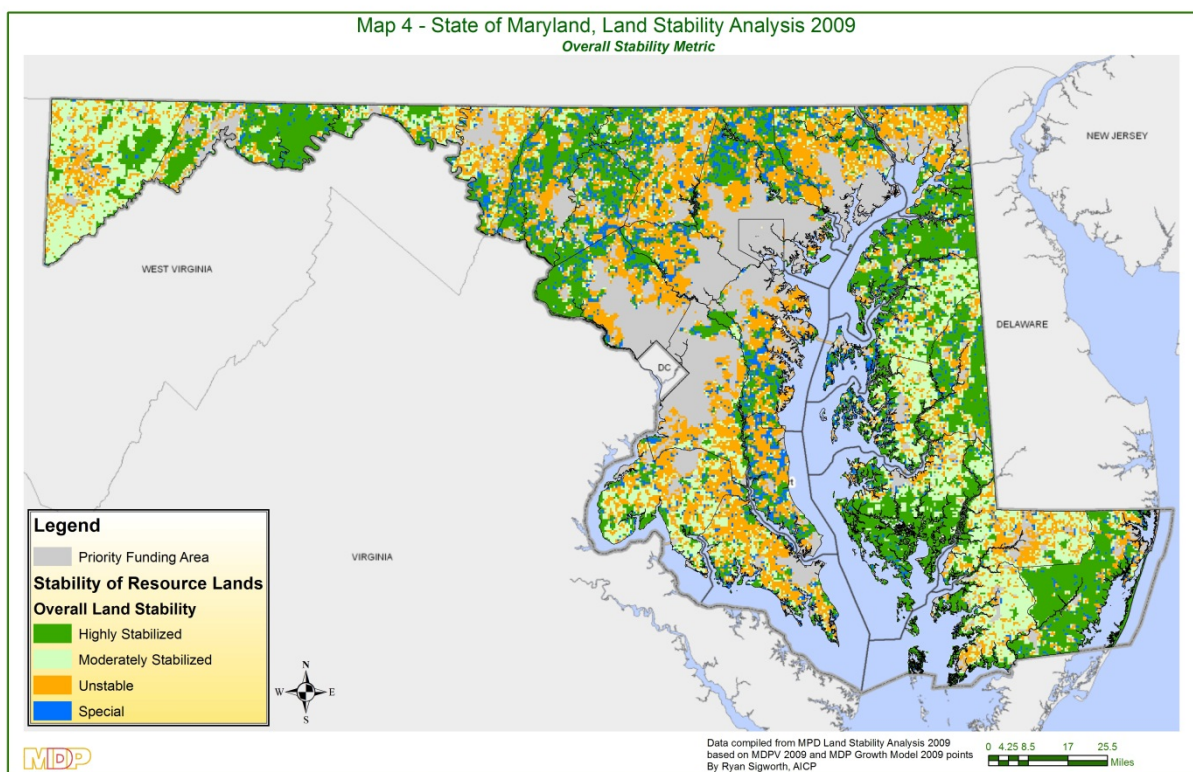 Map 4 - State of Maryland, Land Stability Analysis 2009
Overall Stability Metric
NEW JERSEY
WEST VIRGINIA
DELAWARE
DC
VIRGINIA
Legend
Priority Funding Area
Stability of Resource Lands
Overall Land Stability
Highly Stabilized
Moderately Stabilized
Unstable
Special
N
W E
S
MDP
Data compiled from MPD Land Stability Analysis 2009
based on MDPV 2009 and MDP Growth Model 2009 points
By Ryan Sigworth, AICP
0 4.25 8.5 17 25.5
Miles